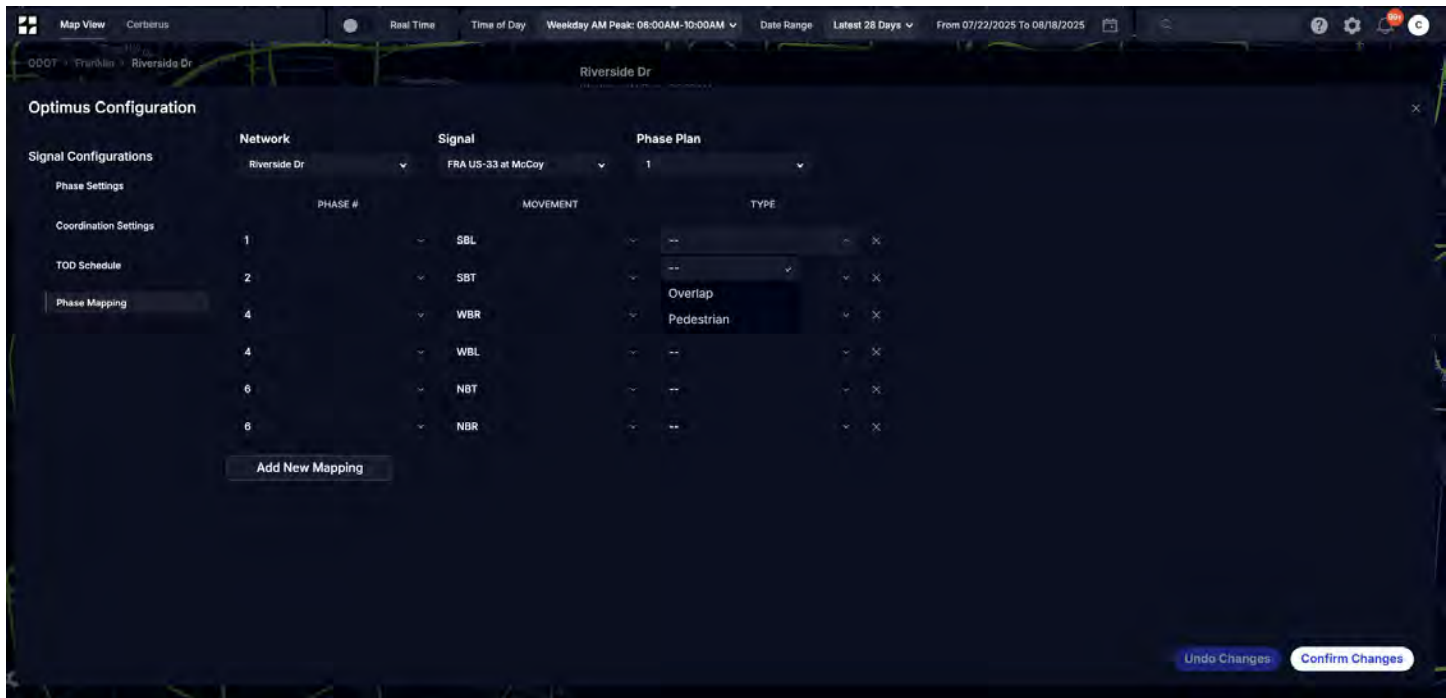 Map View Cerberus Real Time Time of Day Weekday AM Peak: 06:00AM-10:00AM Date Range Latest 28 Days From 07/22/2025 To 08/18/2025 99+ C
ODOT > Franklin > Riverside Dr
Riverside Dr
Optimus Configuration
Network Signal Phase Plan
Signal Configurations
Riverside Dr FRA US-33 at McCoy 1
Phase Settings
PHASE # MOVEMENT TYPE
Coordination Settings
1 SBL --
TOD Schedule
--
2 SBT
Overlap
Phase Mapping
4 WBR
Pedestrian
4 WBL --
6 NBT --
6 NBR --
Add New Mapping
Undo Changes Confirm Changes